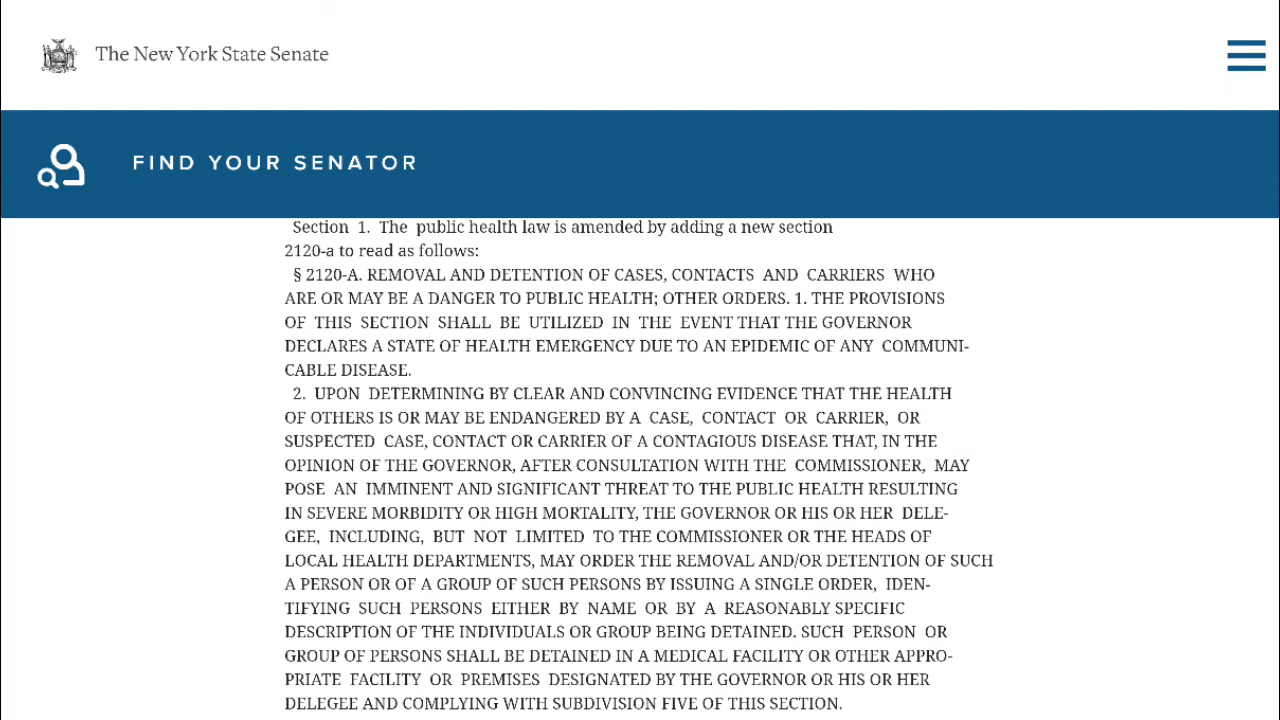 The New York State Senate
FIND YOUR SENATOR
Section 1. The public health law is amended by adding a new section
2120-a to read as follows:
§ 2120-A. REMOVAL AND DETENTION OF CASES, CONTACTS AND CARRIERS WHO
ARE OR MAY BE A DANGER TO PUBLIC HEALTH; OTHER ORDERS. 1. THE PROVISIONS
OF THIS SECTION SHALL BE UTILIZED IN THE EVENT THAT THE GOVERNOR
DECLARES A STATE OF HEALTH EMERGENCY DUE TO AN EPIDEMIC OF ANY COMMUNI-
CABLE DISEASE.
2. UPON DETERMINING BY CLEAR AND CONVINCING EVIDENCE THAT THE HEALTH
OF OTHERS IS OR MAY BE ENDANGERED BY A CASE, CONTACT OR CARRIER, OR
SUSPECTED CASE, CONTACT OR CARRIER OF A CONTAGIOUS DISEASE THAT, IN THE
OPINION OF THE GOVERNOR, AFTER CONSULTATION WITH THE COMMISSIONER, MAY
POSE AN IMMINENT AND SIGNIFICANT THREAT TO THE PUBLIC HEALTH RESULTING
IN SEVERE MORBIDITY OR HIGH MORTALITY, THE GOVERNOR OR HIS OR HER DELE-
GEE, INCLUDING, BUT NOT LIMITED TO THE COMMISSIONER OR THE HEADS OF
LOCAL HEALTH DEPARTMENTS, MAY ORDER THE REMOVAL AND/OR DETENTION OF SUCH
A PERSON OR OF A GROUP OF SUCH PERSONS BY ISSUING A SINGLE ORDER, IDEN-
TIFYING SUCH PERSONS EITHER BY NAME OR BY A REASONABLY SPECIFIC
DESCRIPTION OF THE INDIVIDUALS OR GROUP BEING DETAINED. SUCH PERSON OR
GROUP OF PERSONS SHALL BE DETAINED IN A MEDICAL FACILITY OR OTHER APPRO-
PRIATE FACILITY OR PREMISES DESIGNATED BY THE GOVERNOR OR HIS OR HER
DELEGEE AND COMPLYING WITH SUBDIVISION FIVE OF THIS SECTION.